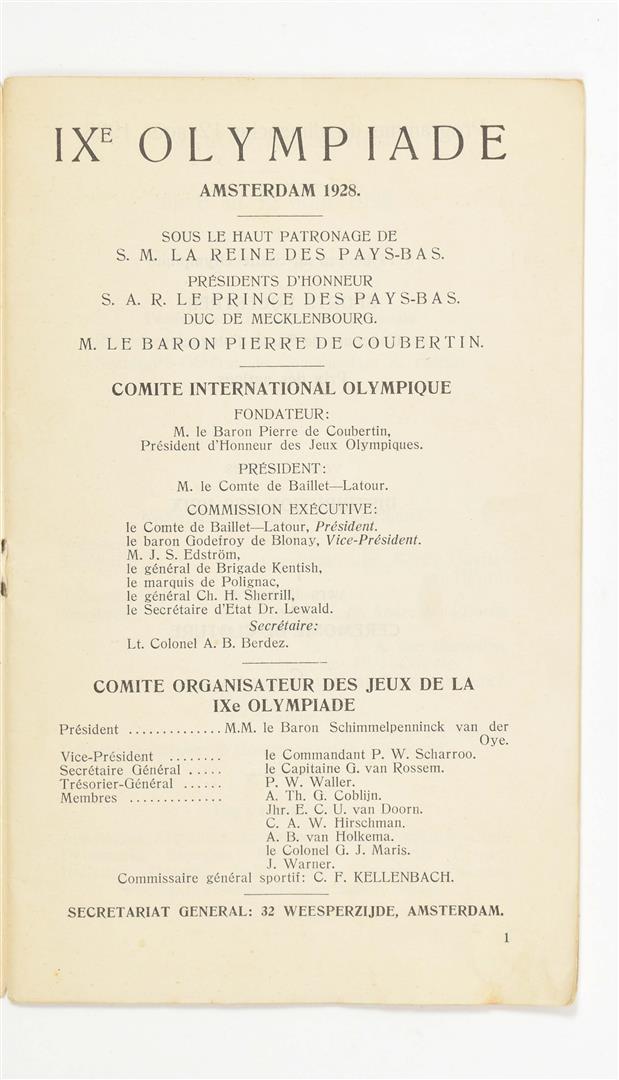 IXE OLYMPIADE
AMSTERDAM 1928.
SOUS LE HAUT PATRONAGE DE
S. M. LA REINE DES PAYS-BAS.
PRÉSIDENTS D'HONNEUR
S. A. R. LE PRINCE DES PAYS-BAS.
DUC DE MECKLENBOURG.
M. LE BARON PIERRE DE COUBERTIN.
COMITE INTERNATIONAL OLYMPIQUE
FONDATEUR:
M. le Baron Pierre de Coubertin,
Président d'Honneur des Jeux Olympiques.
PRÉSIDENT:
M. le Comte de Baillet—Latour.
COMMISSION EXÉCUTIVE:
le Comte de Baillet—Latour, Président.
le baron Godefroy de Blonay, Vice-Président.
M. J. S. Edström,
le général de Brigade Kentish,
le marquis de Polignac,
le général Ch. H. Sherrill,
le Secrétaire d'Etat Dr. Lewald.
Secrétaire:
Lt. Colonel A. B. Berdez.
COMITE ORGANISATEUR DES JEUX DE LA
IXe OLYMPIADE
Président .............. M.M. le Baron Schimmelpenninck van der
Oye.
Vice-Président ........ le Commandant P. W. Scharroo.
Secrétaire Général ..... le Capitaine G. van Rossem.
Trésorier-Général ...... P. W. Waller.
Membres .............. A. Th. G. Coblijn.
Jhr. E. C. U. van Doorn.
C. A. W. Hirschman.
A. B. van Holkema.
le Colonel G. J. Maris.
J. Warner.
Commissaire général sportif: C. F. KELLENBACH.
SECRETARIAT GENERAL: 32 WEESPERZIJDE, AMSTERDAM.
1